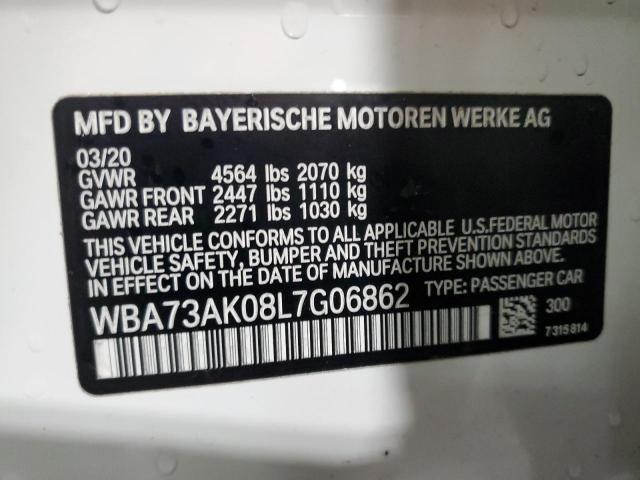 MFD BY BAYERISCHE MOTOREN WERKE AG
03/20
GVWR 4564 lbs 2070 kg
GAWR FRONT 2447 lbs 1110 kg
GAWR REAR 2271 lbs 1030 kg
THIS VEHICLE CONFORMS TO ALL APPLICABLE U.S.FEDERAL MOTOR
VEHICLE SAFETY, BUMPER AND THEFT PREVENTION STANDARDS
IN EFFECT ON THE DATE OF MANUFACTURE SHOWN ABOVE.
WBA73AK08L7G06862 TYPE: PASSENGER CAR
300
7315814